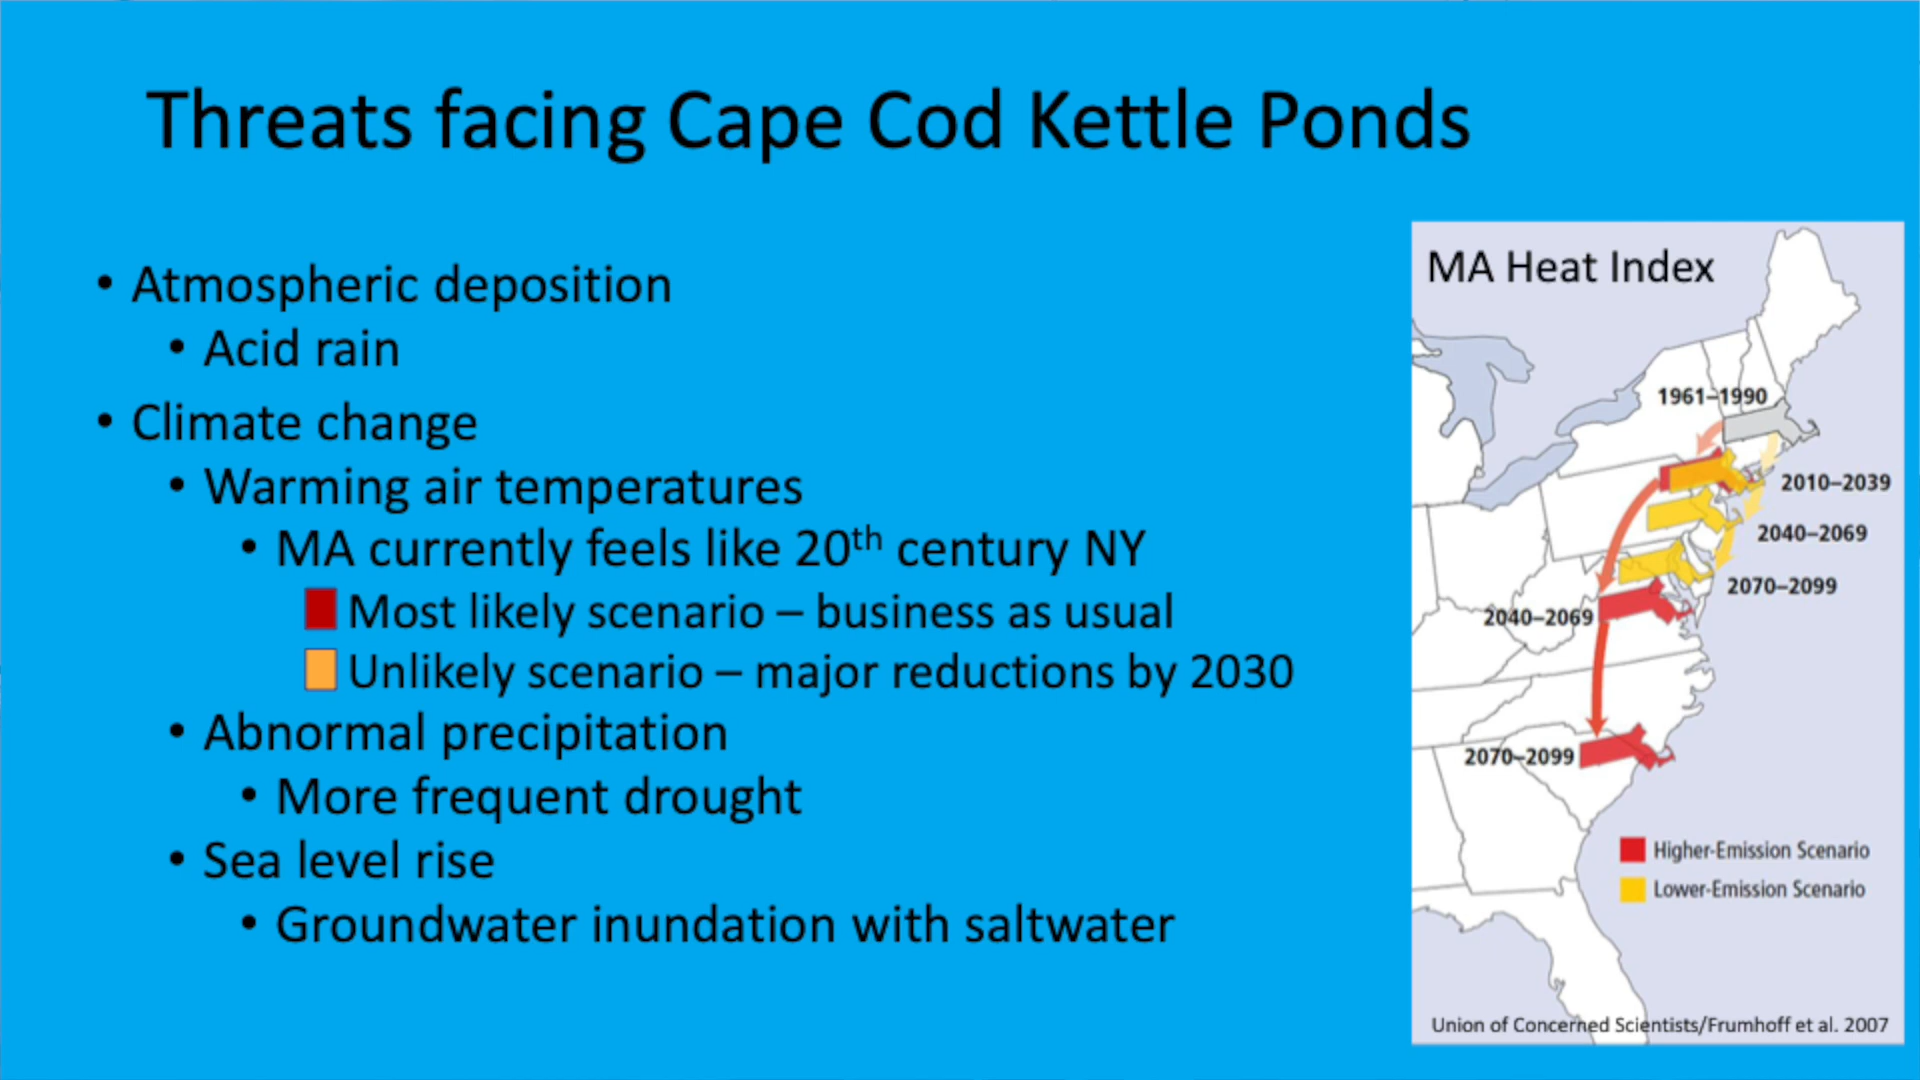 Threats facing Cape Cod Kettle Ponds
• Atmospheric deposition
• Acid rain
• Climate change
• Warming air temperatures
• MA currently feels like 20th century NY
Most likely scenario – business as usual
Unlikely scenario – major reductions by 2030
• Abnormal precipitation
• More frequent drought
• Sea level rise
• Groundwater inundation with saltwater
MA Heat Index
1961–1990
2010–2039
2040–2069
2070–2099
2040–2069
2070–2099
Higher-Emission Scenario
Lower-Emission Scenario
Union of Concerned Scientists/Frumhoff et al. 2007